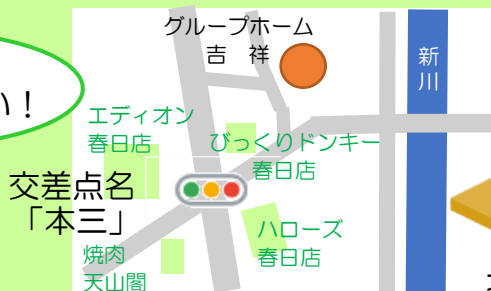 グループホーム
吉 祥
新川
い！
エディオン
春日店
びっくりドンキー
春日店
交差点名
「本三」
ハローズ
春日店
焼肉
天山閣